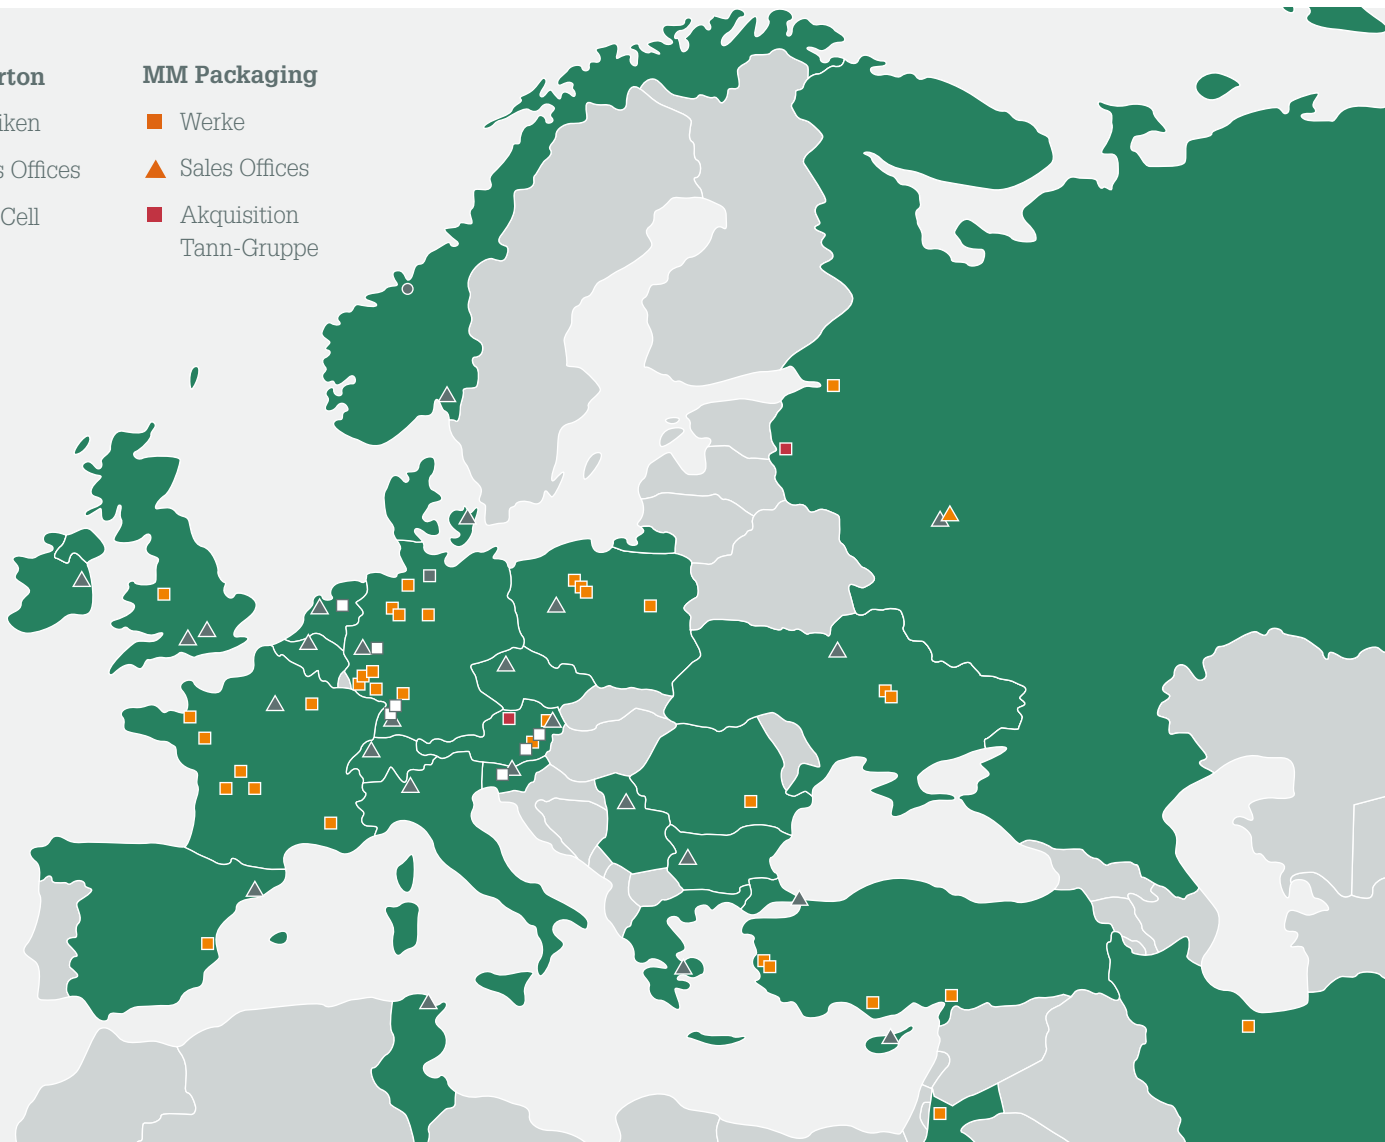 rton
iken
s Offices
Cell
MM Packaging
Werke
Sales Offices
Akquisition
Tann-Gruppe